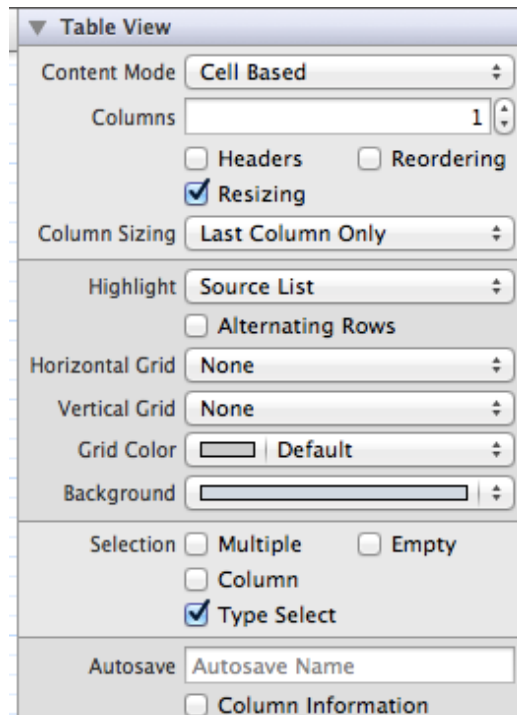 Table View
Content Mode Cell Based
Columns 1
Headers Reordering
Resizing
Column Sizing Last Column Only
Highlight Source List
Alternating Rows
Horizontal Grid None
Vertical Grid None
Grid Color Default
Background
Selection Multiple Empty
Column
Type Select
Autosave Autosave Name
Column Information